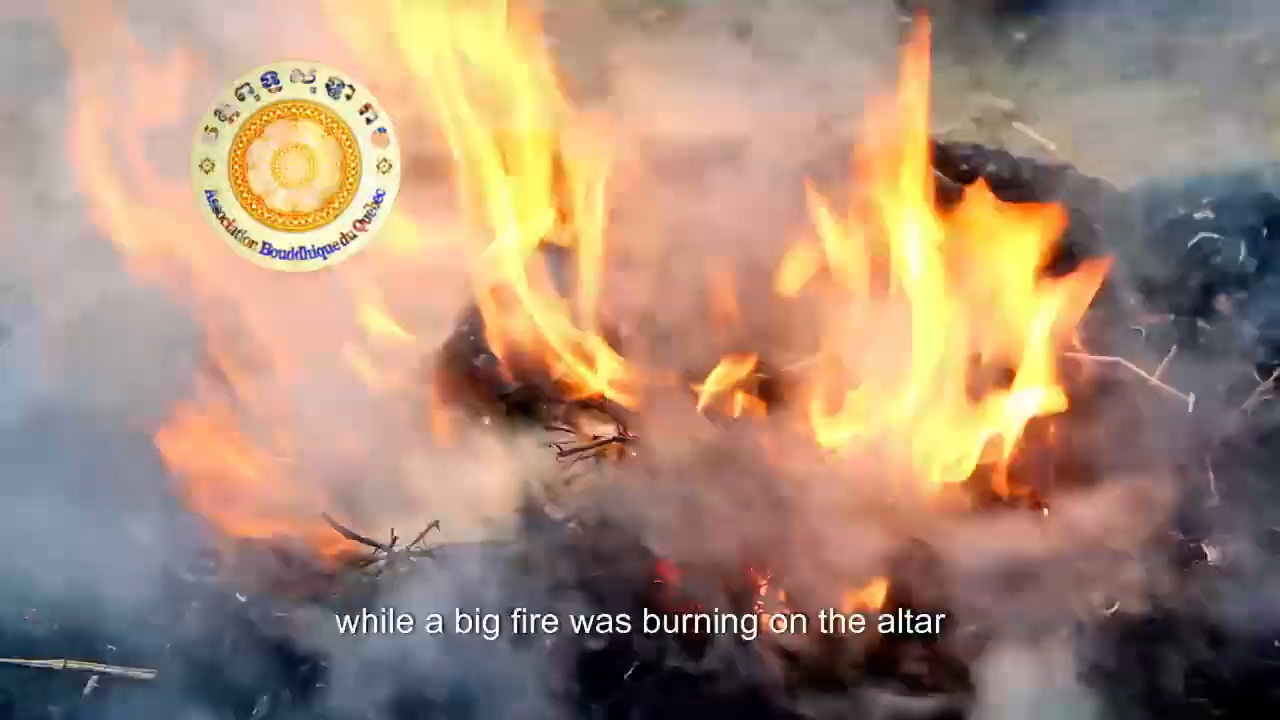 Association Bouddhique du Québec
while a big fire was burning on the altar